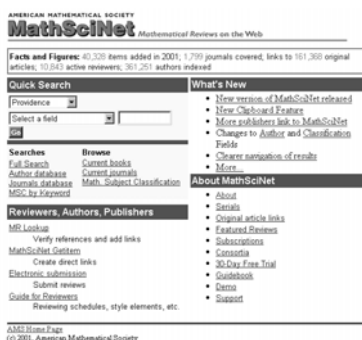 AMERICAN MATHEMATICAL SOCIETY
MathSciNet Mathematical Reviews on the Web
Facts and Figures: 40,328 items added in 2001; 1,799 journals covered; links to 161,368 original
articles; 10,843 active reviewers; 361,251 authors indexed
Quick Search
Providence
Select a field
Go
Searches
Full Search
Author database
Journals database
MSC by Keyword
Browse
Current books
Current journals
Math. Subject Classification
Reviewers, Authors, Publishers
MR Lookup
Verify references and add links
MathSciNet Getitem
Create direct links
Electronic submission
Submit reviews
Guide for Reviewers
Reviewing schedules, style elements, etc.
What's New
New version of MathSciNet released
New Clipboard Feature
More publishers link to MathSciNet
Changes to Author and Classification
Fields
Clearer navigation of results
More...
About MathSciNet
About
Serials
Original article links
Featured Reviews
Subscriptions
Consortia
30-Day Free Trial
Guidebook
Demo
Support
AMS Home Page
(c) 2001, American Mathematical Society